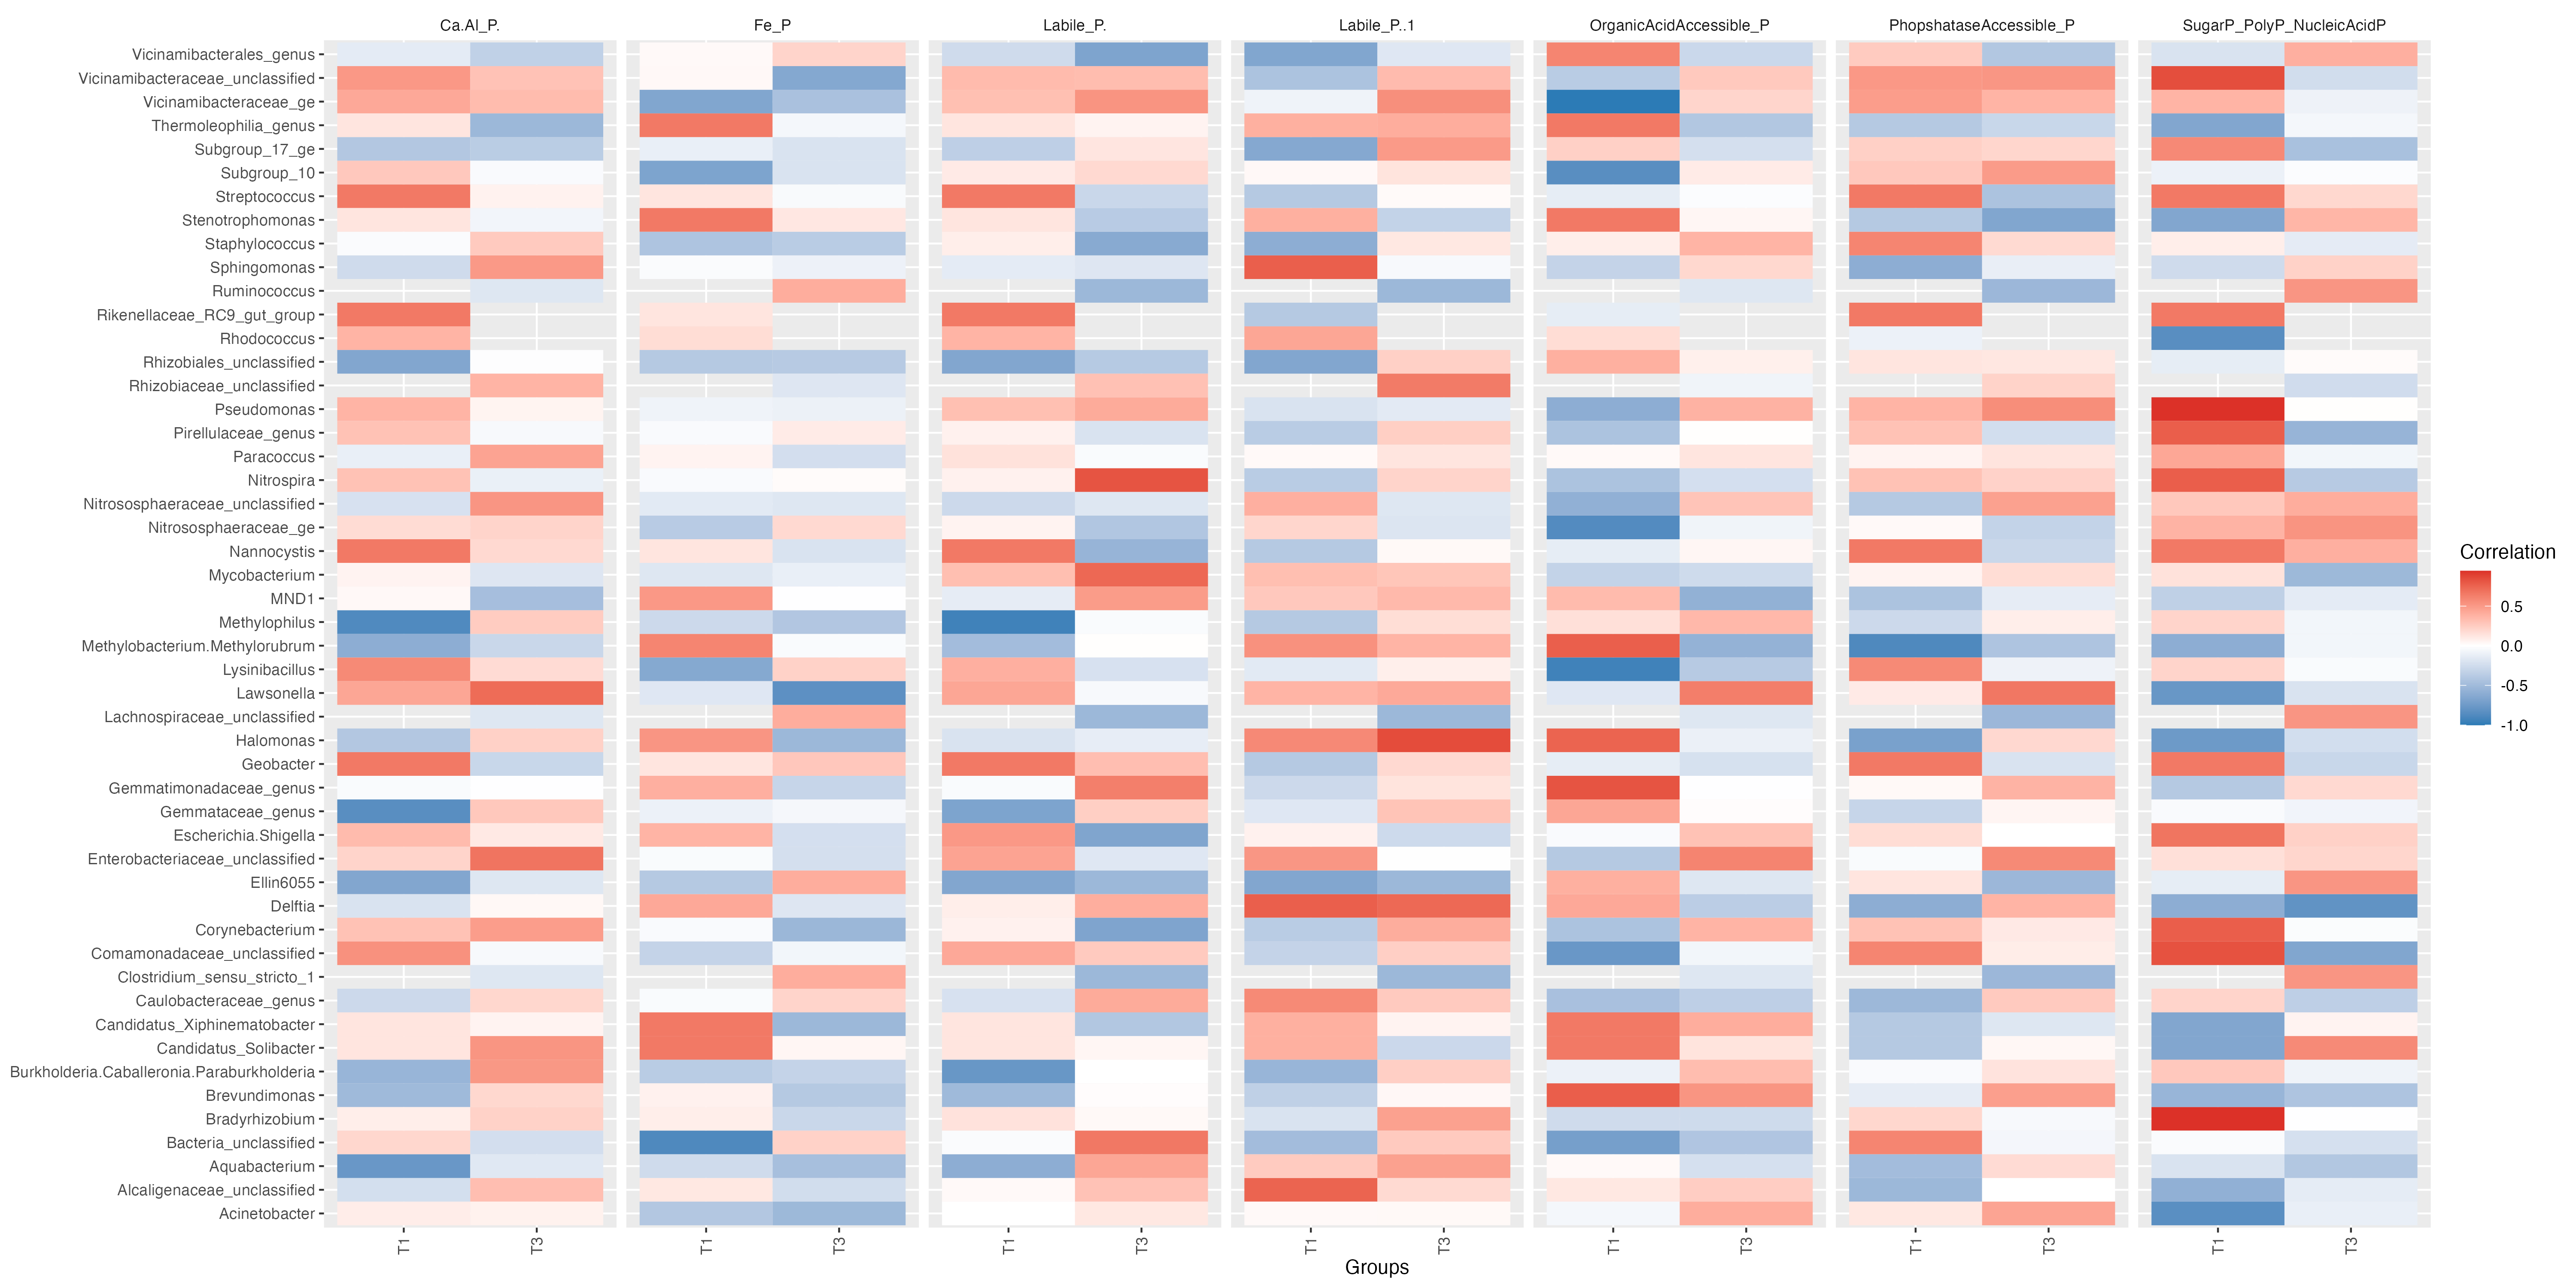 Ca.Al_P.
Fe_P
Labile_P.
Labile_P..1
OrganicAcidAccessible_P
PhopshataseAccessible_P
SugarP_PolyP_NucleicAcidP
Vicinamibacterales_genus
Vicinamibacteraceae_unclassified
Vicinamibacteraceae_ge
Thermoleophilia_genus
Subgroup_17_ge
Subgroup_10
Streptococcus
Stenotrophomonas
Staphylococcus
Sphingomonas
Ruminococcus
Rikenellaceae_RC9_gut_group
Rhodococcus
Rhizobiales_unclassified
Rhizobiaceae_unclassified
Pseudomonas
Pirellulaceae_genus
Paracoccus
Nitrospira
Nitrososphaeraceae_unclassified
Nitrososphaeraceae_ge
Nannocystis
Mycobacterium
MND1
Methylophilus
Methylobacterium.Methylorubrum
Lysinibacillus
Lawsonella
Lachnospiraceae_unclassified
Halomonas
Geobacter
Gemmatimonadaceae_genus
Gemmataceae_genus
Escherichia.Shigella
Enterobacteriaceae_unclassified
Ellin6055
Delftia
Corynebacterium
Comamonadaceae_unclassified
Clostridium_sensu_stricto_1
Caulobacteraceae_genus
Candidatus_Xiphinematobacter
Candidatus_Solibacter
Burkholderia.Caballeronia.Paraburkholderia
Brevundimonas
Bradyrhizobium
Bacteria_unclassified
Aquabacterium
Alcaligenaceae_unclassified
Acinetobacter
T1
T3
T1
T3
T1
T3
T1
T3
T1
T3
T1
T3
T1
T3
Groups
Correlation
0.5
0.0
-0.5
-1.0